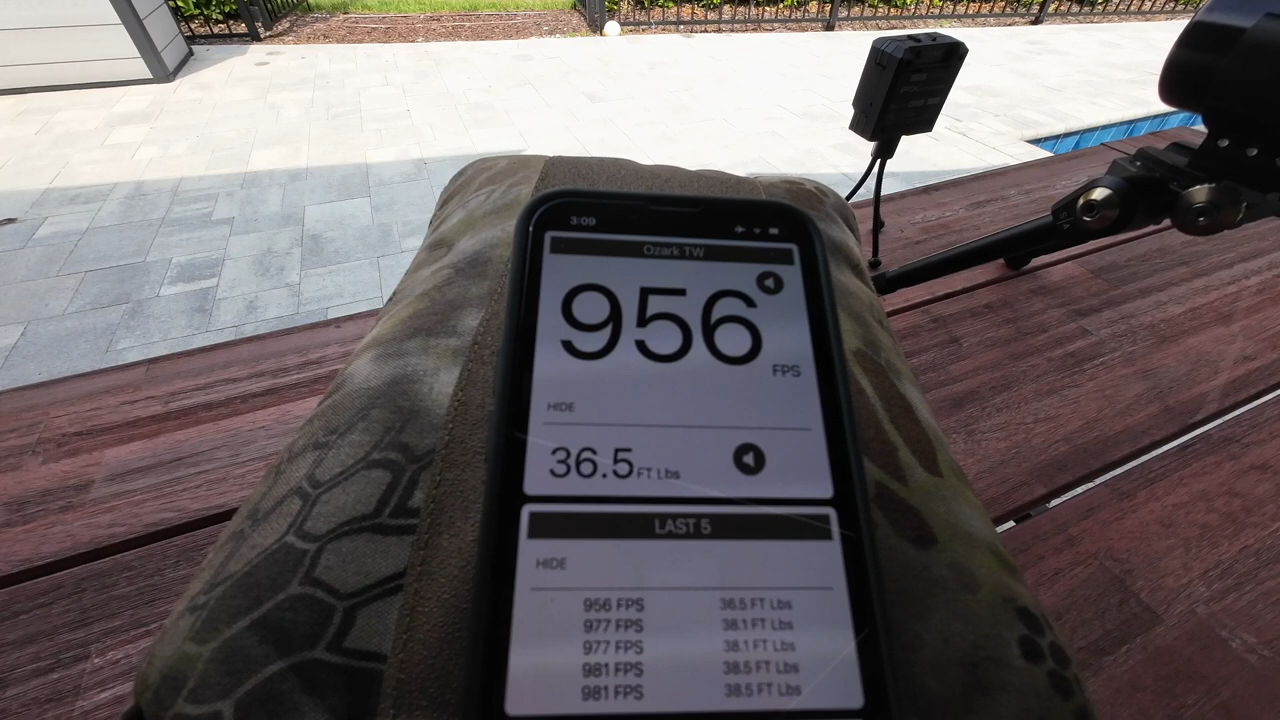 3:09
Ozark TW
956
FPS
HIDE
36.5 FT Lbs
LAST 5
HIDE
956 FPS 36.5 FT Lbs
977 FPS 38.1 FT Lbs
977 FPS 38.1 FT Lbs
981 FPS 38.5 FT Lbs
981 FPS 38.5 FT Lbs
FX